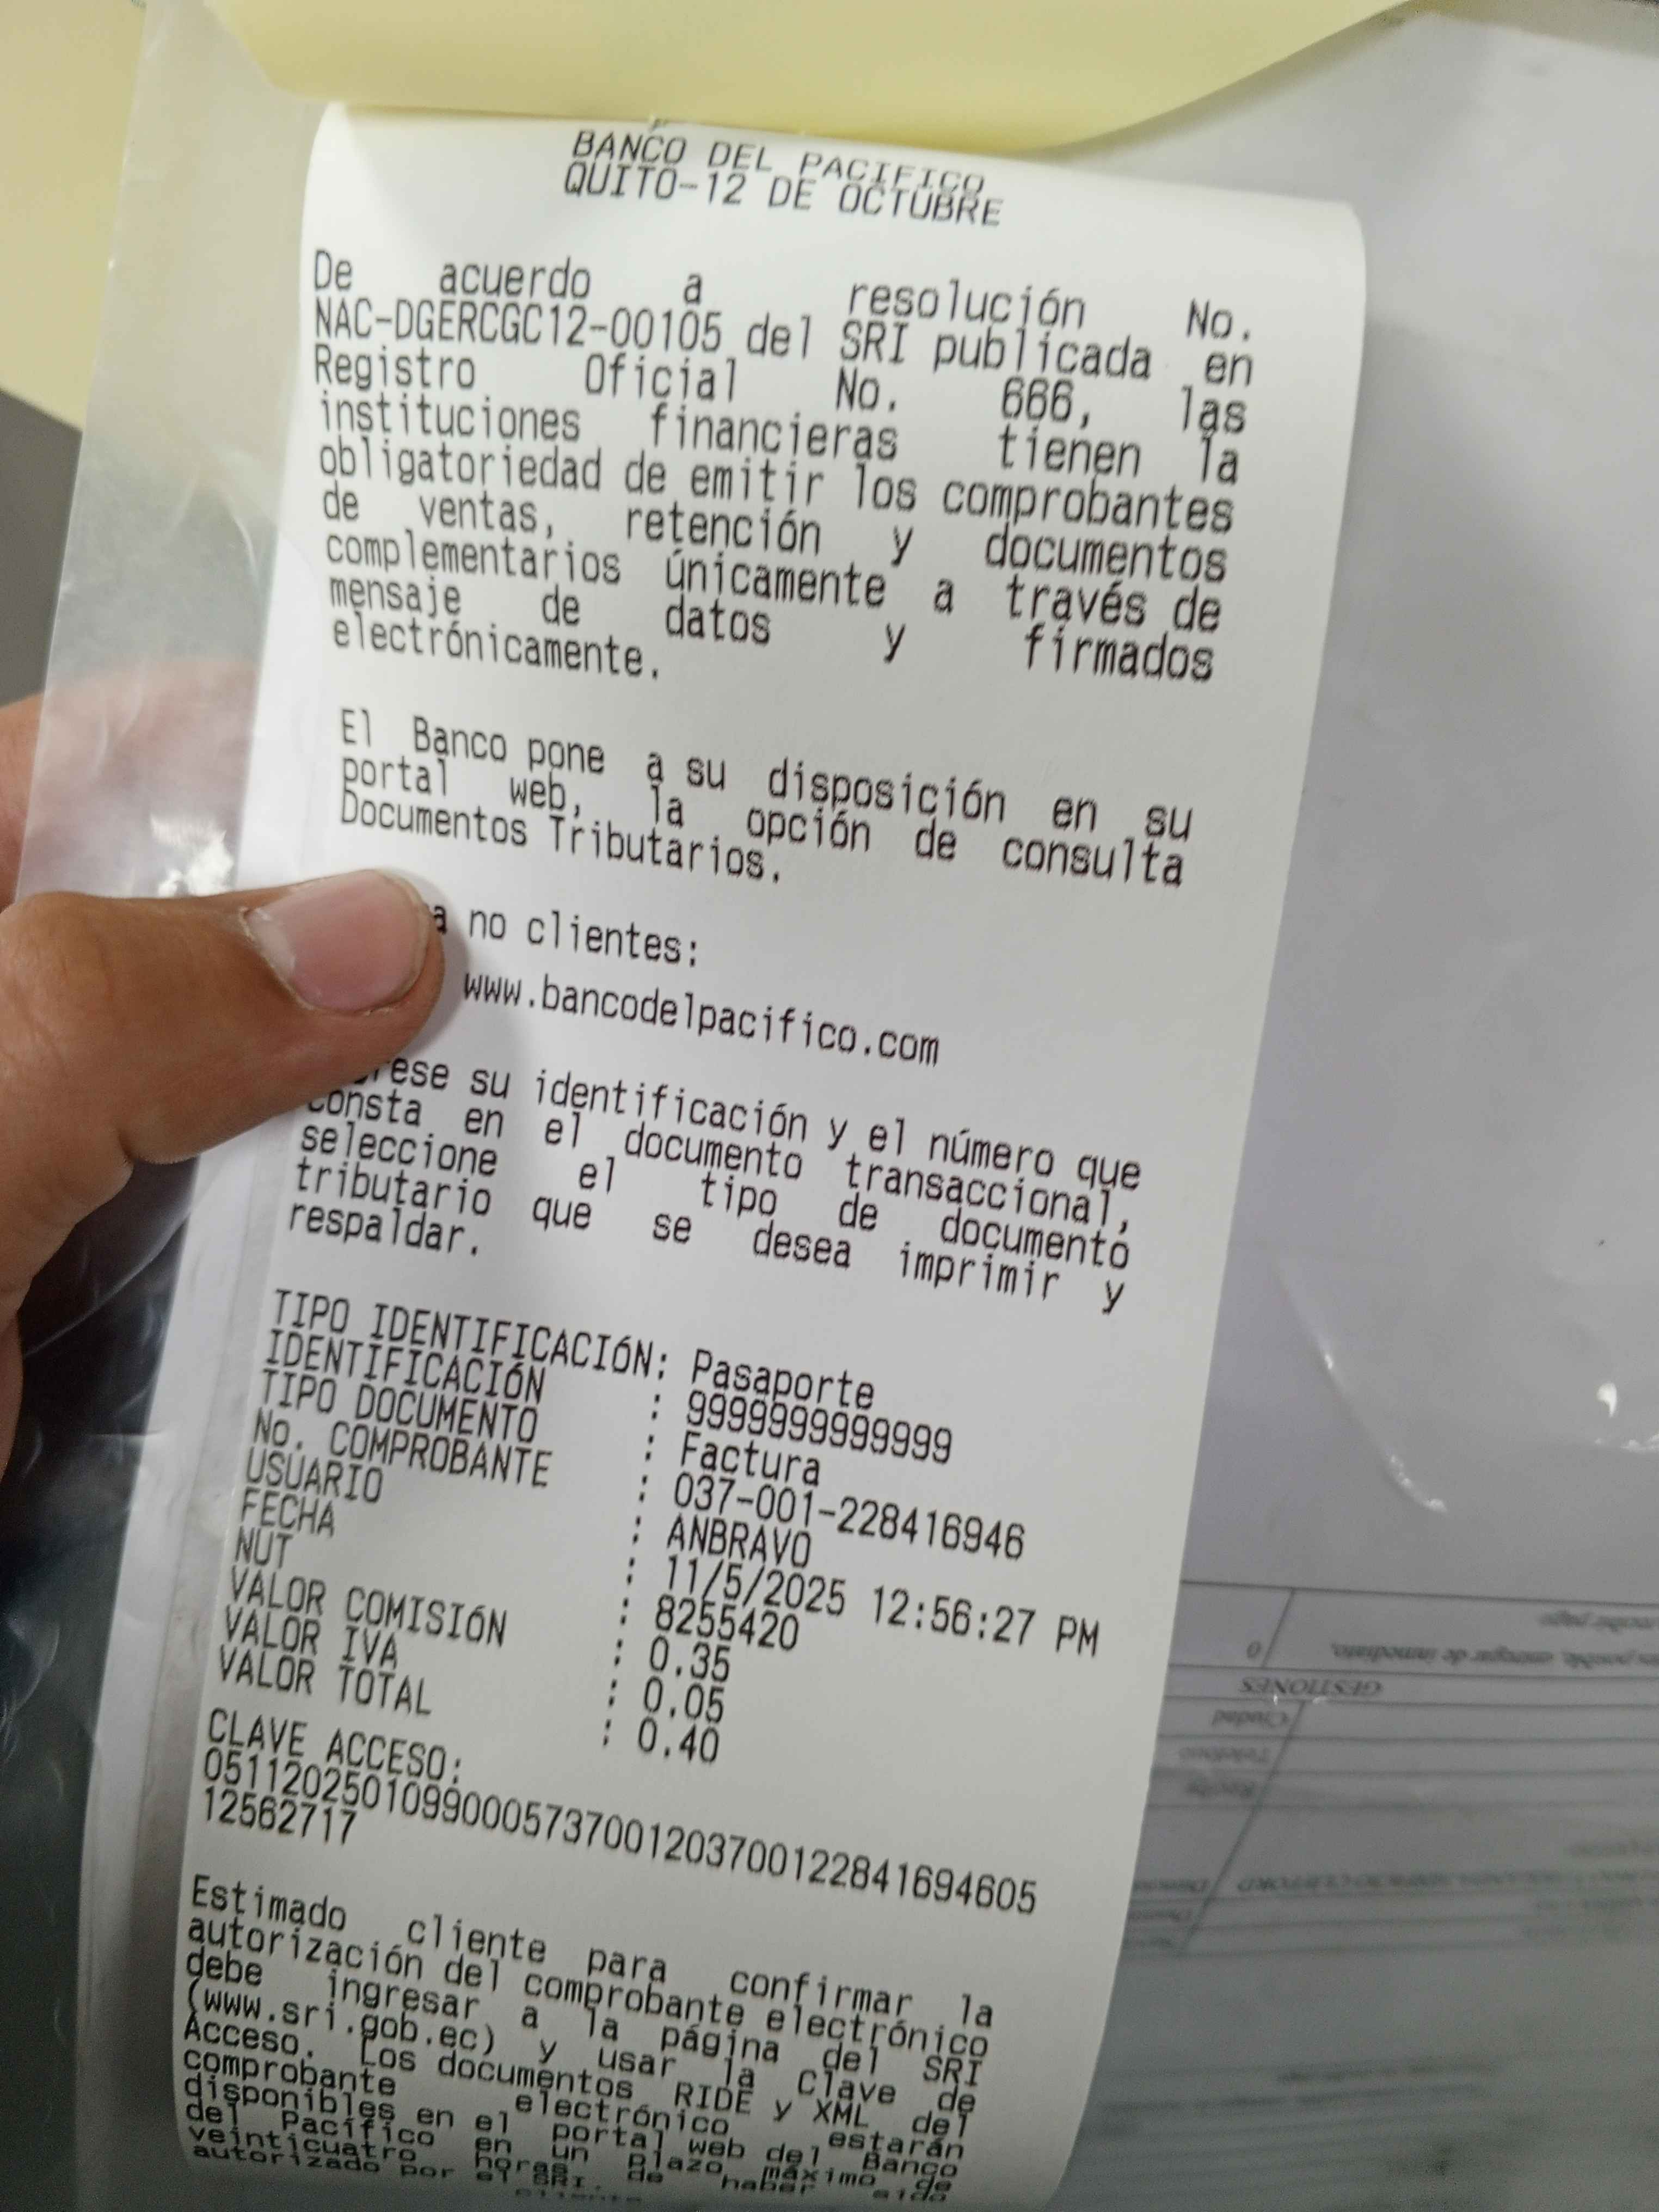 BANCO DEL PACIFICO
QUITO-12 DE OCTUBRE
De acuerdo a resolución No.
NAC-DGERCGC12-00105 del SRI publicada en
Registro Oficial No. 666, las
instituciones financieras tienen la
obligatoriedad de emitir los comprobantes
de ventas, retención y documentos
complementarios únicamente a través de
mensaje de datos y firmados
electrónicamente.
El Banco pone a su disposición en su
portal web, la opción de consulta
Documentos Tributarios.
a no clientes:
www.bancodelpacifico.com
rese su identificación y el número que
consta en el documento transaccional,
seleccione el tipo de documento
tributario que se desea imprimir y
respaldar.
TIPO IDENTIFICACIÓN: Pasaporte
IDENTIFICACIÓN : 9999999999999
TIPO DOCUMENTO : Factura
No. COMPROBANTE : 037-001-228416946
USUARIO : ANBRAVO
FECHA : 11/5/2025 12:56:27 PM
NUT : 8255420
VALOR COMISIÓN : 0.35
VALOR IVA : 0.05
VALOR TOTAL : 0.40
CLAVE ACCESO:
05112025010990005737001203700122841694605
12562717
Estimado cliente para confirmar la
autorización del comprobante electrónico
debe ingresar a la página del SRI
(www.sri.gob.ec) y usar la Clave de
Acceso. Los documentos RIDE y XML del
comprobante electrónico estarán
disponibles en el portal web del Banco
del Pacífico en un plazo máximo de
veinticuatro horas de haber sido
autorizado por el SRI.
GESTIONES
Ciudad
Teléfono
Recibe
0